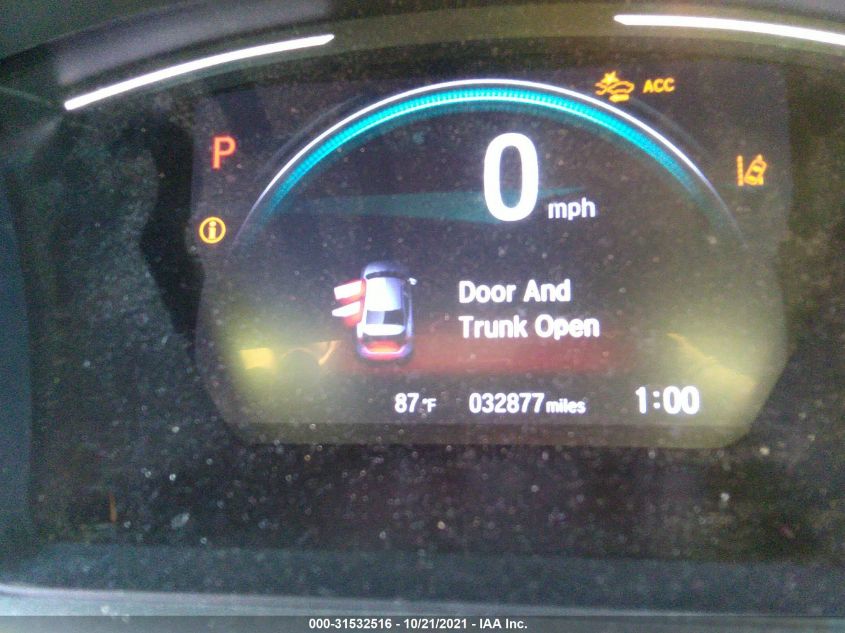 ACC
P
0
mph
i
Door And
Trunk Open
87°F 032877 miles 1:00
000-31532516 - 10/21/2021 - IAA Inc.